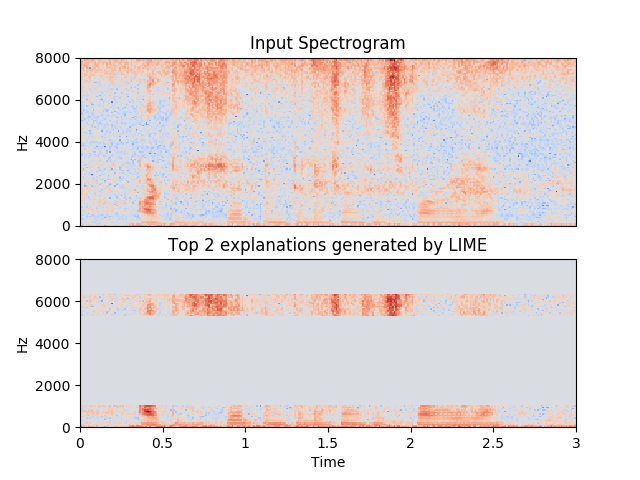 Input Spectrogram
8000
6000
4000
2000
0
Hz
Top 2 explanations generated by LIME
8000
6000
4000
2000
0
Hz
0 0.5 1 1.5 2 2.5 3
Time